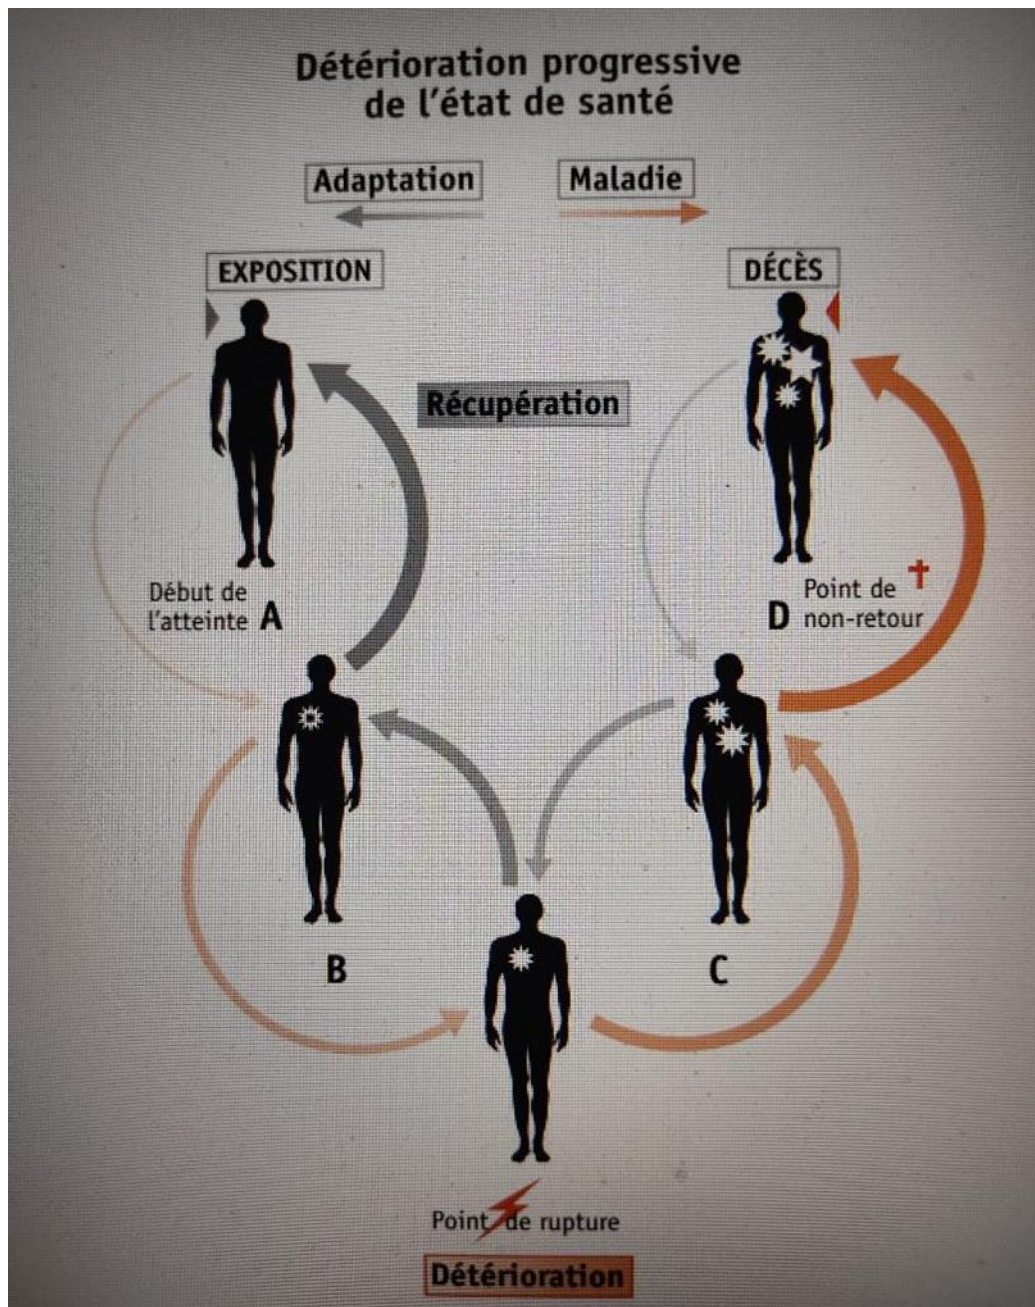 Détérioration progressive
de l'état de santé
Adaptation
Maladie
EXPOSITION
DÉCÈS
Récupération
Début de
l'atteinte A
D Point de
non-retour
B
C
Point de rupture
Détérioration